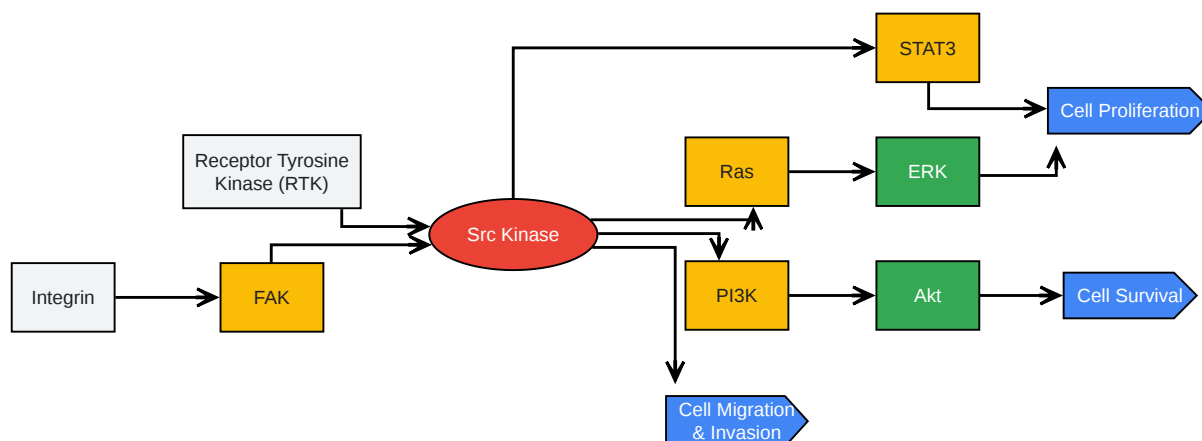 STAT3
Cell Proliferation
Receptor Tyrosine
Kinase (RTK)
Ras
ERK
Src Kinase
Integrin
FAK
PI3K
Akt
Cell Survival
Cell Migration
& Invasion